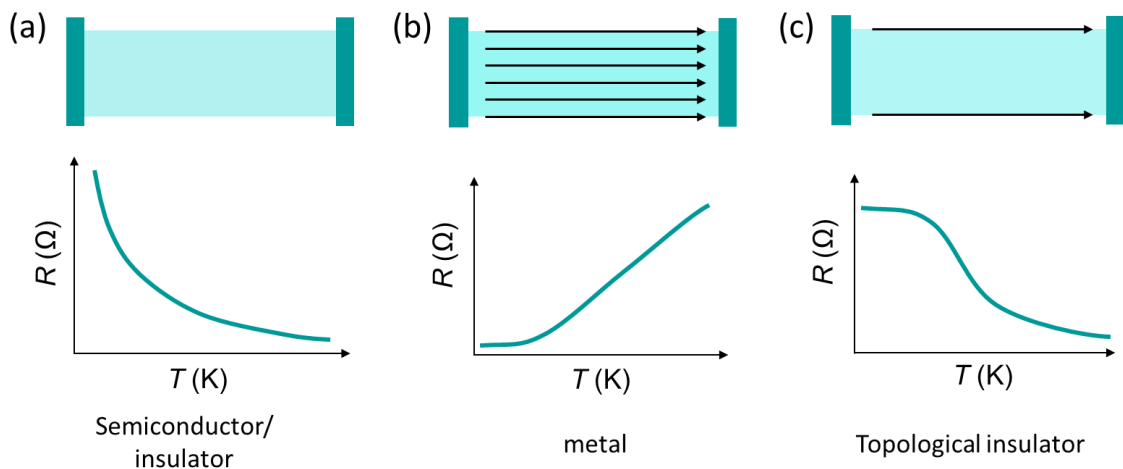 (a)
(b)
(c)
R (Ω)
T (K)
R (Ω)
T (K)
R (Ω)
T (K)
Semiconductor/
insulator
metal
Topological insulator